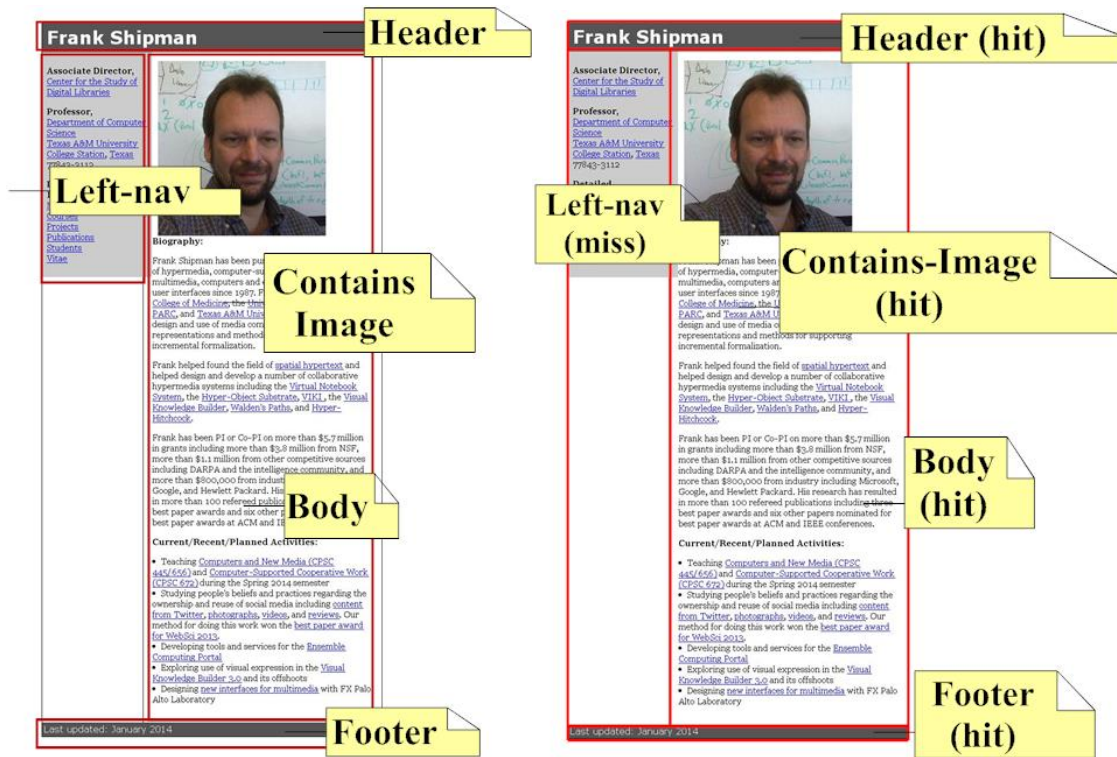 Frank Shipman
Header
Associate Director,
Center for the Study of
Digital Libraries
Professor,
Department of Computer
Science
Texas A&M University
College Station, Texas
77843-3112
Left-nav
Courses
Projects
Publications
Students
Vitae
Biography:
Frank Shipman has been
of hypermedia,
multimedia, computers and
user interfaces since 1987.
College of Medicine, the
PARC, and Texas A&M
design and use of media
representations and
incremental formalization.
Contains
Image
Frank helped found the field of spatial hypertext and
helped design and develop a number of collaborative
hypermedia systems including the Virtual Notebook
System, the Hyper-Object Substrate, VIKI , the Visual
Knowledge Builder, Walden's Paths, and Hyper-
Hitchcock.
Frank has been PI or Co-PI on more than $5.7 million
in grants including more than $3.8 million from NSF,
more than $1.1 million from other competitive sources
including DARPA and the intelligence community, and
more than $800,000 from
Google, and Hewlett Packard. His
in more than 100 refereed
best paper awards and six other
best paper awards at ACM and
Body
Current/Recent/Planned Activities:
• Teaching Computers and New Media (CPSC
445/656) and Computer-Supported Cooperative Work
(CPSC 672) during the Spring 2014 semester
• Studying people's beliefs and practices regarding the
ownership and reuse of social media including content
from Twitter, photographs, videos, and reviews. Our
method for doing this work won the best paper award
for WebSci 2013.
• Developing tools and services for the Ensemble
Computing Portal
• Exploring use of visual expression in the Visual
Knowledge Builder 3.0 and its offshoots
• Designing new interfaces for multimedia with FX Palo
Alto Laboratory
Last updated: January 2014
Footer
Frank Shipman
Header (hit)
Associate Director,
Center for the Study of
Digital Libraries
Professor,
Department of Computer
Science
Texas A&M University
College Station, Texas
77843-3112
Detailed
Left-nav
(miss)
Frank Shipman has been
of hypermedia,
multimedia, computers and
user interfaces since 1987
College of Medicine, the
PARC, and Texas A&M
design and use of media
representations and methods for supporting
incremental formalization.
Contains-Image
(hit)
Frank helped found the field of spatial hypertext and
helped design and develop a number of collaborative
hypermedia systems including the Virtual Notebook
System, the Hyper-Object Substrate, VIKI , the Visual
Knowledge Builder, Walden's Paths, and Hyper-
Hitchcock.
Frank has been PI or Co-PI on more than $5.7 million
in grants including more than $3.8 million from NSF,
more than $1.1 million from other competitive sources
including DARPA and the intelligence community, and
more than $800,000 from industry including Microsoft,
Google, and Hewlett Packard. His research has resulted
in more than 100 refereed publications including three
best paper awards and six other papers nominated for
best paper awards at ACM and IEEE conferences.
Body
(hit)
Current/Recent/Planned Activities:
• Teaching Computers and New Media (CPSC
445/656) and Computer-Supported Cooperative Work
(CPSC 672) during the Spring 2014 semester
• Studying people's beliefs and practices regarding the
ownership and reuse of social media including content
from Twitter, photographs, videos, and reviews. Our
method for doing this work won the best paper award
for WebSci 2013.
• Developing tools and services for the Ensemble
Computing Portal
• Exploring use of visual expression in the Visual
Knowledge Builder 3.0 and its offshoots
• Designing new interfaces for multimedia with FX Palo
Alto Laboratory
Last updated: January 2014
Footer
(hit)